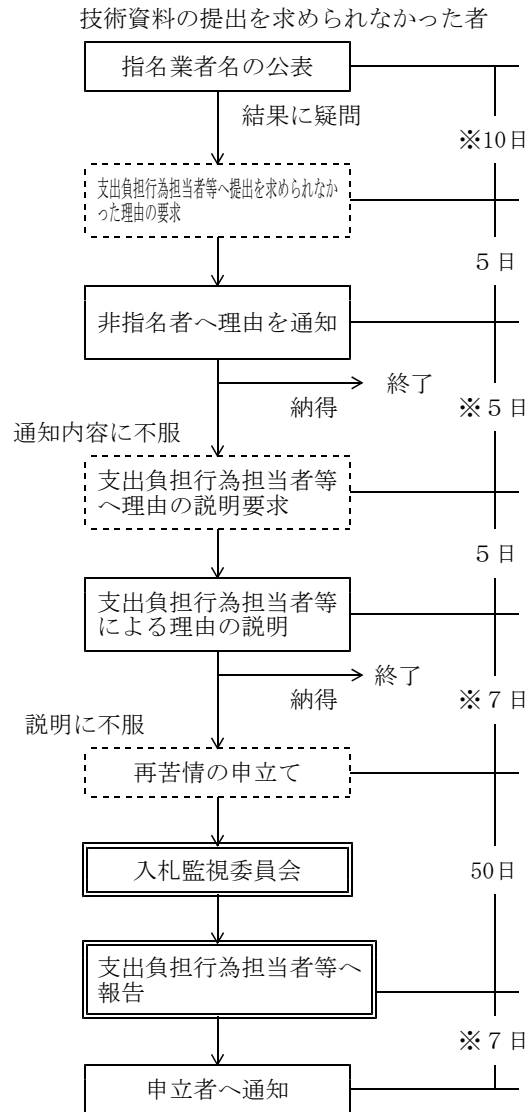 技術資料の提出を求められなかった者
指名業者名の公表
結果に疑問
※10日
支出負担行為担当者等へ提出を求められなか
った理由の要求
５日
非指名者へ理由を通知
終了
納得
※５日
通知内容に不服
支出負担行為担当者等
へ理由の説明要求
５日
支出負担行為担当者等
による理由の説明
終了
納得
※７日
説明に不服
再苦情の申立て
入札監視委員会
50日
支出負担行為担当者等へ
報告
※７日
申立者へ通知